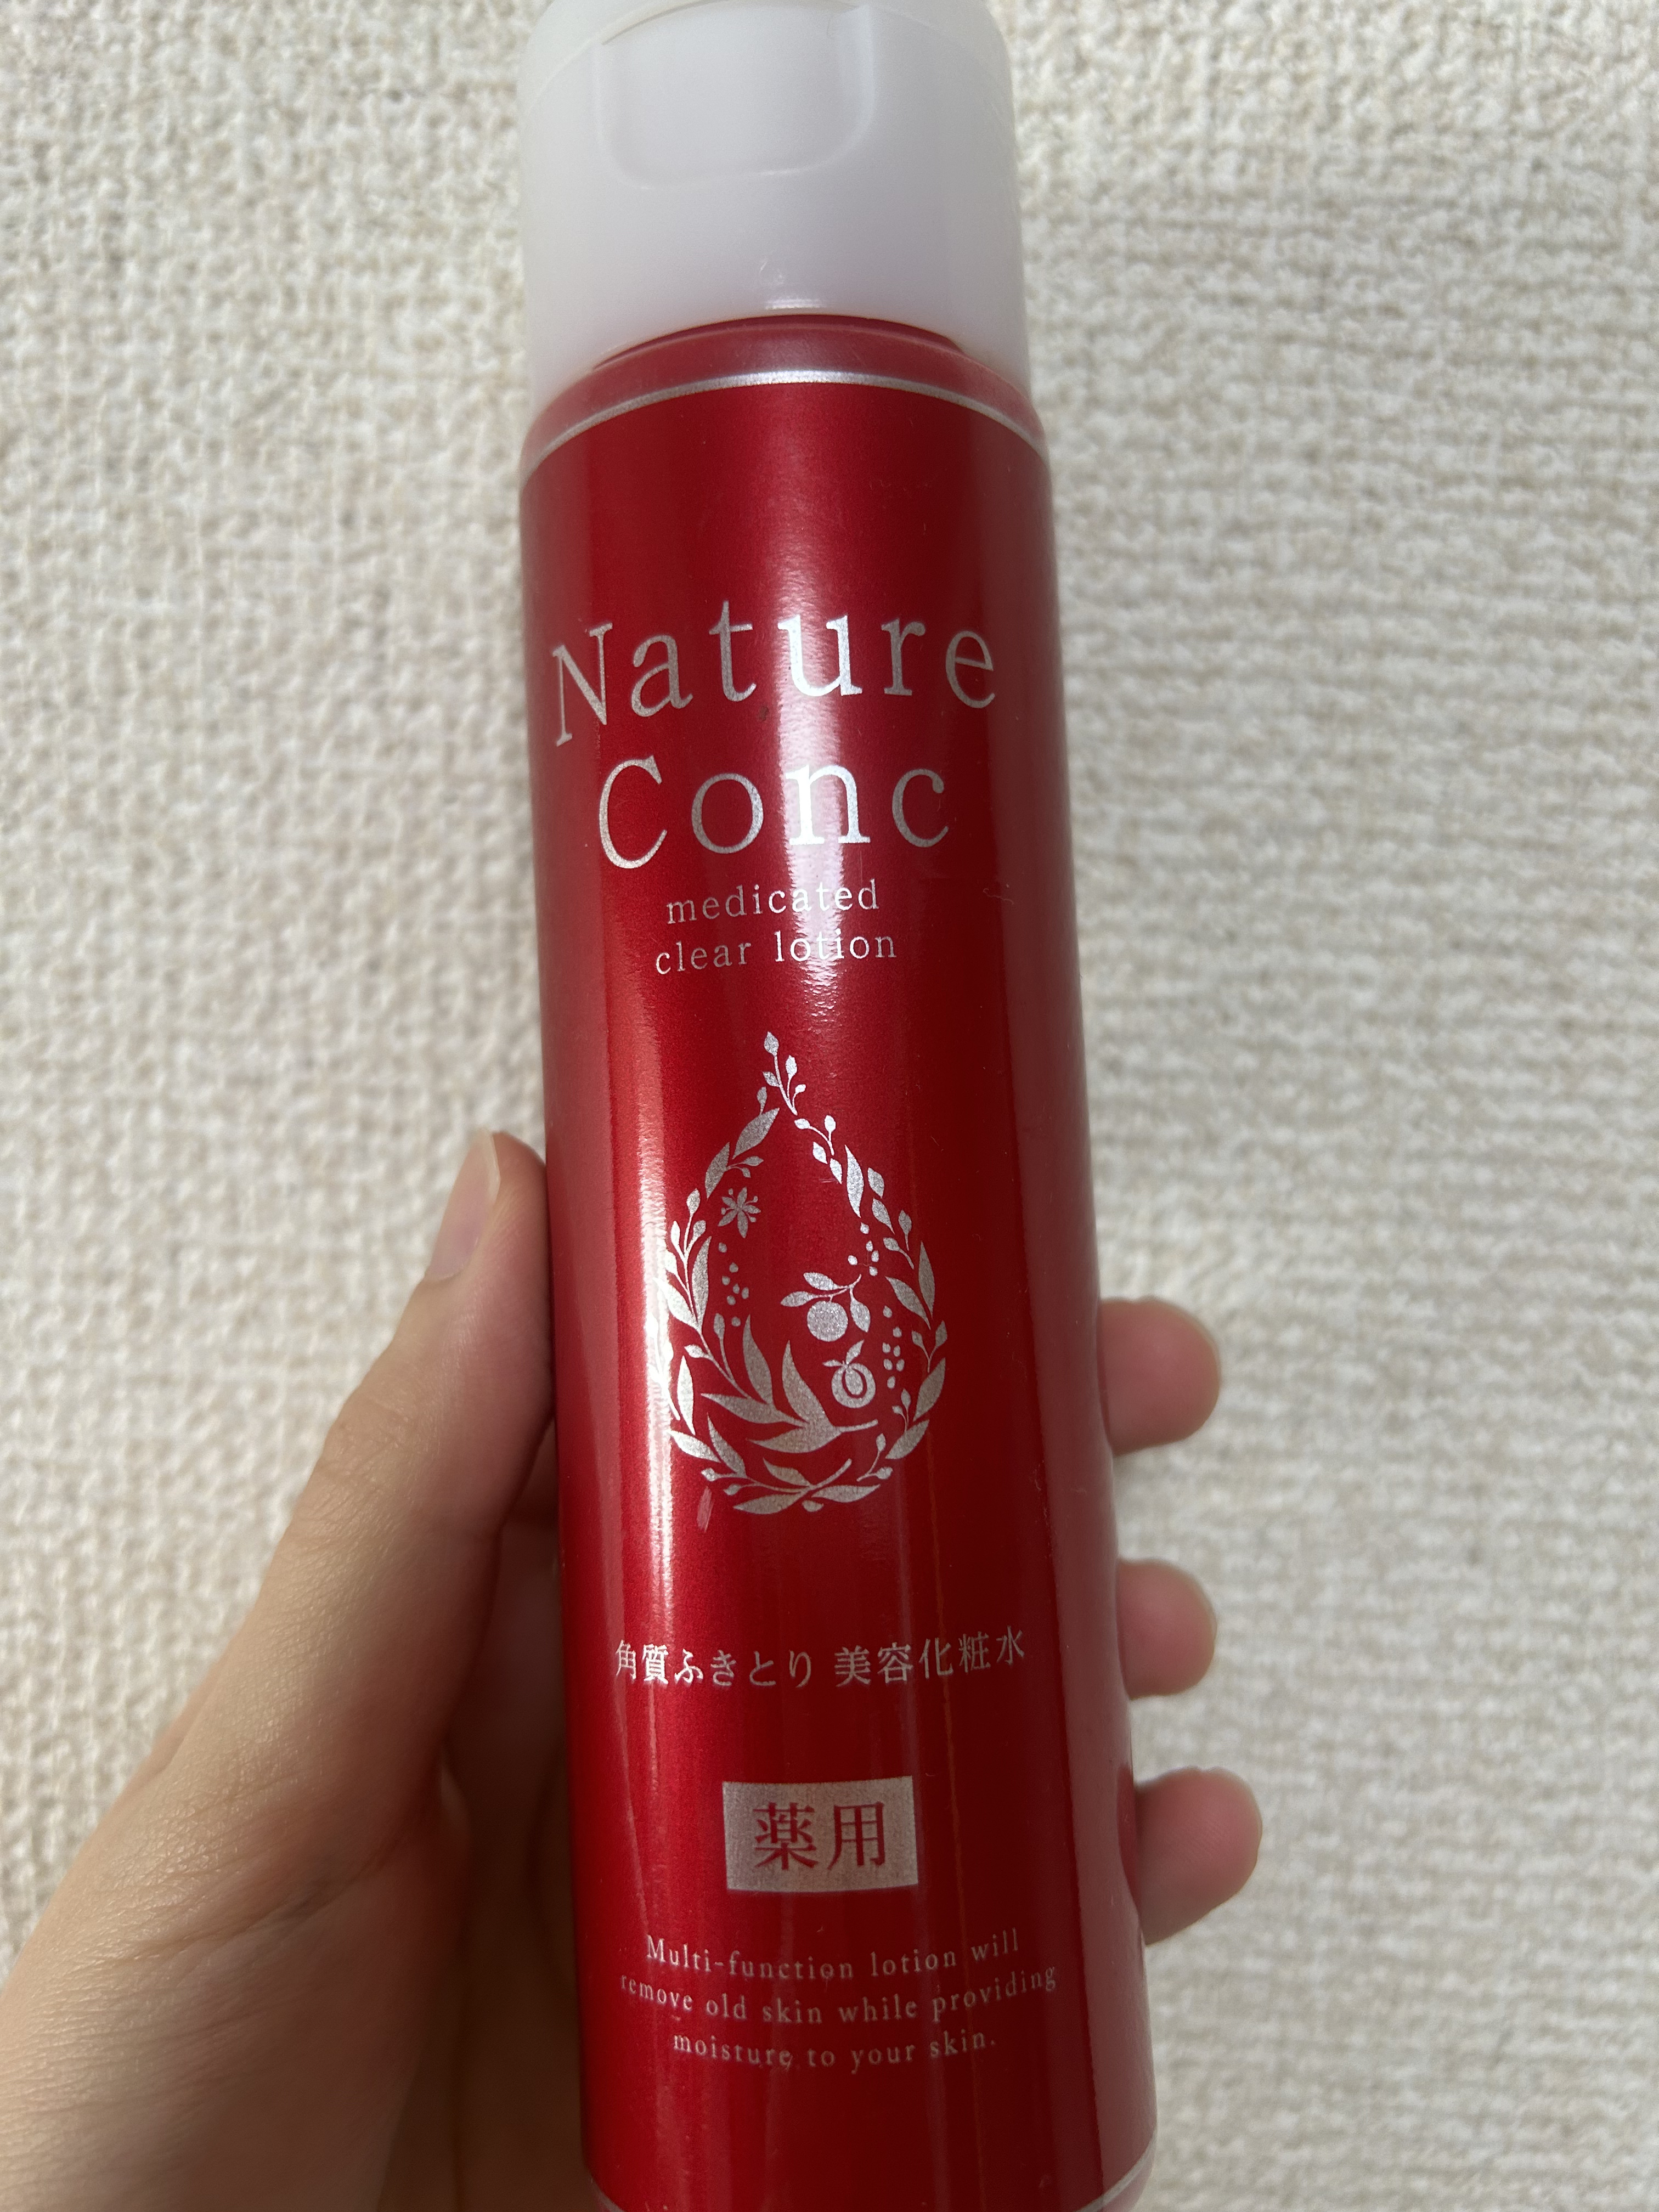 Nature
Conc
medicated
clear lotion
角質ふきとり 美容化粧水
薬用
Multi-function lotion will
remove old skin while providing
moisture to your skin.